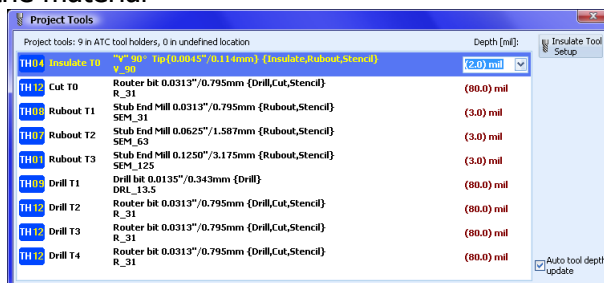 the material
Project Tools
Project tools: 9 in ATC tool holders, 0 in undefined location Depth [mil]: Insulate Tool Setup
TH04 Insulate T0 "V" 90° Tip{0.0045"/0.114mm} {Insulate,Rubout,Stencil} (2.0) mil
V_90
TH12 Cut T0 Router bit 0.0313"/0.795mm {Drill,Cut,Stencil} (80.0) mil
R_31
TH08 Rubout T1 Stub End Mill 0.0313"/0.795mm {Rubout,Stencil} (3.0) mil
SEM_31
TH07 Rubout T2 Stub End Mill 0.0625"/1.587mm {Rubout,Stencil} (3.0) mil
SEM_63
TH01 Rubout T3 Stub End Mill 0.1250"/3.175mm {Rubout,Stencil} (3.0) mil
SEM_125
TH09 Drill T1 Drill bit 0.0135"/0.343mm {Drill} (80.0) mil
DRL_13.5
TH12 Drill T2 Router bit 0.0313"/0.795mm {Drill,Cut,Stencil} (80.0) mil
R_31
TH12 Drill T3 Router bit 0.0313"/0.795mm {Drill,Cut,Stencil} (80.0) mil
R_31
TH12 Drill T4 Router bit 0.0313"/0.795mm {Drill,Cut,Stencil} (80.0) mil
R_31
Auto tool depth
update